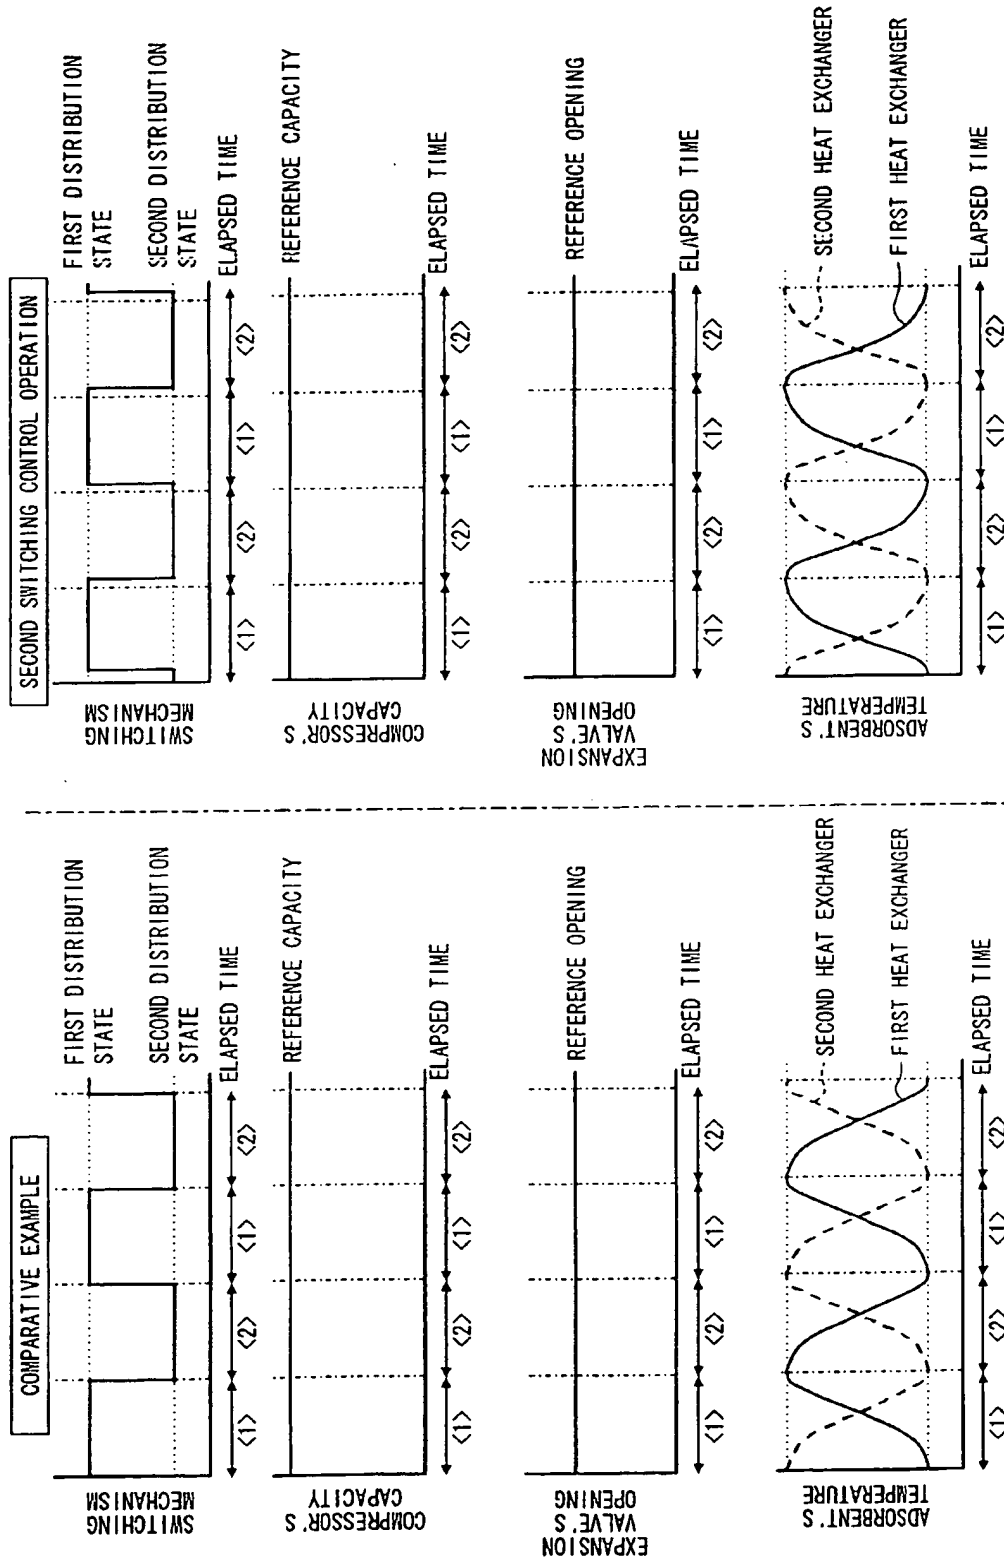 COMPARATIVE EXAMPLE
SWITCHING
MECHANISM
FIRST DISTRIBUTION
STATE
SECOND DISTRIBUTION
STATE
ELAPSED TIME
<1>
<2>
<1>
<2>
COMPRESSOR'S
CAPACITY
REFERENCE CAPACITY
ELAPSED TIME
<1>
<2>
<1>
<2>
EXPANSION
VALVE'S
OPENING
REFERENCE OPENING
ELAPSED TIME
<1>
<2>
<1>
<2>
ADSORBENT'S
TEMPERATURE
SECOND HEAT EXCHANGER
FIRST HEAT EXCHANGER
ELAPSED TIME
<1>
<2>
<1>
<2>
SECOND SWITCHING CONTROL OPERATION
SWITCHING
MECHANISM
FIRST DISTRIBUTION
STATE
SECOND DISTRIBUTION
STATE
ELAPSED TIME
<1>
<2>
<1>
<2>
COMPRESSOR'S
CAPACITY
REFERENCE CAPACITY
ELAPSED TIME
<1>
<2>
<1>
<2>
EXPANSION
VALVE'S
OPENING
REFERENCE OPENING
ELAPSED TIME
<1>
<2>
<1>
<2>
ADSORBENT'S
TEMPERATURE
SECOND HEAT EXCHANGER
FIRST HEAT EXCHANGER
ELAPSED TIME
<1>
<2>
<1>
<2>